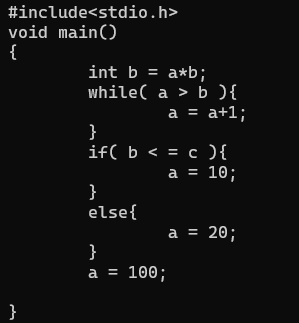 #include<stdio.h>
void main()
{
        int b = a*b;
        while( a > b ){
                a = a+1;
        }
        if( b < = c ){
                a = 10;
        }
        else{
                a = 20;
        }
        a = 100;

}